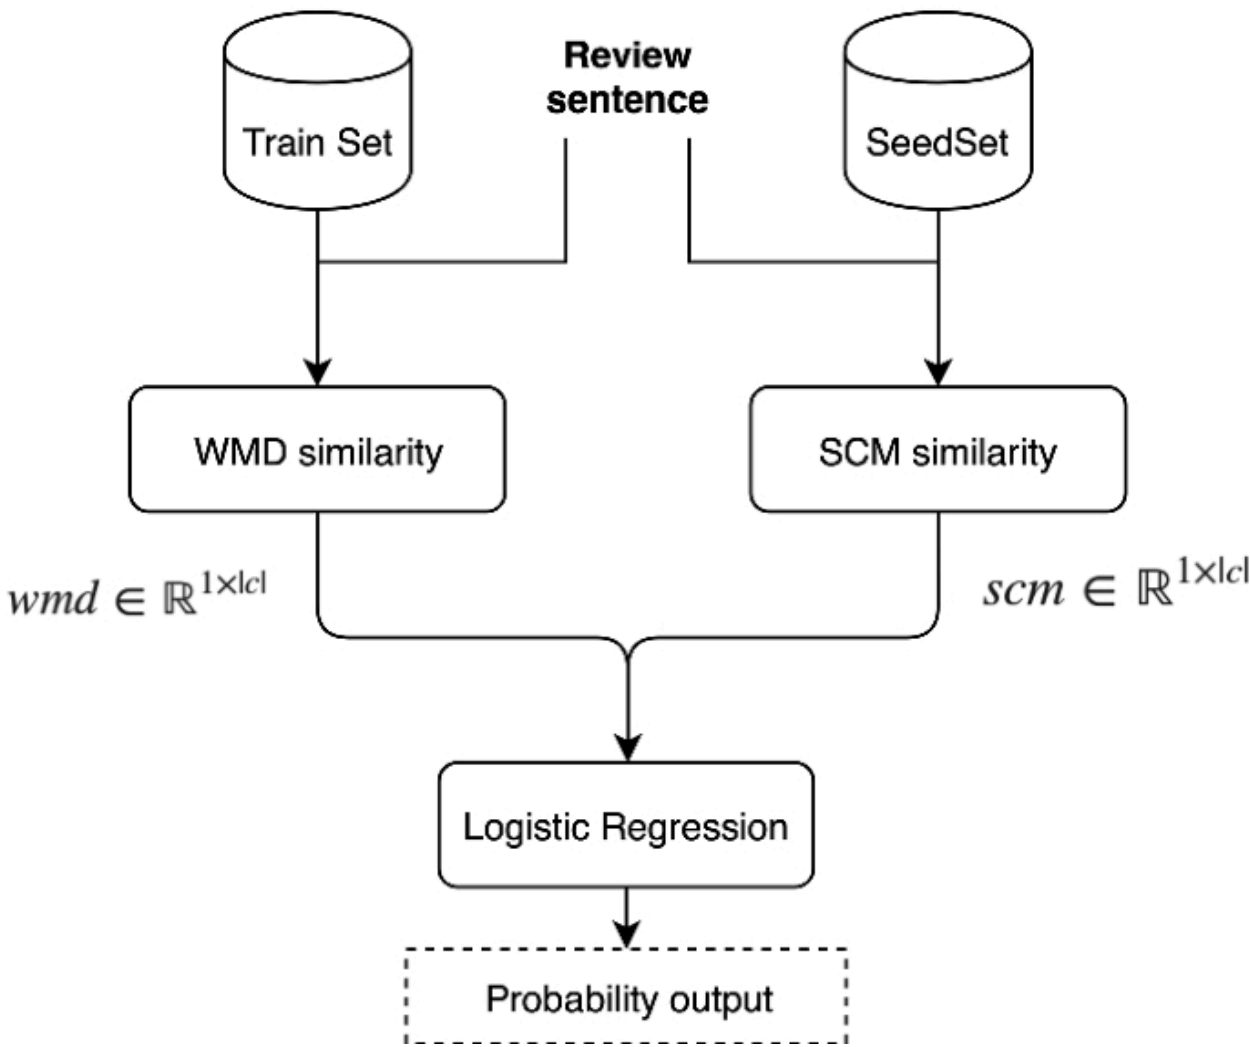 Review
sentence
Train Set
SeedSet
WMD similarity
SCM similarity
wmd ∈ ℝ^{1×|c|}
scm ∈ ℝ^{1×|c|}
Logistic Regression
Probability output